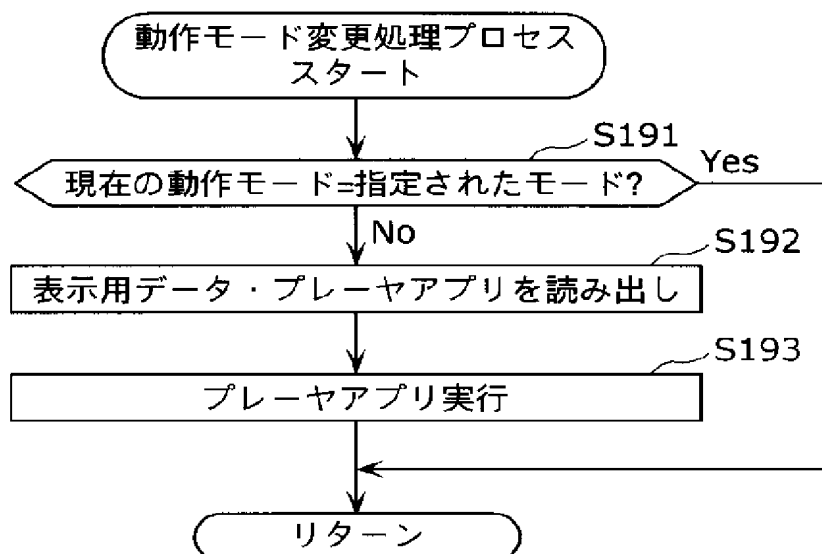 動作モード変更処理プロセス
スタート
S191
現在の動作モード=指定されたモード?
Yes
No
S192
表示用データ・プレーヤアプリを読み出し
S193
プレーヤアプリ実行
リターン